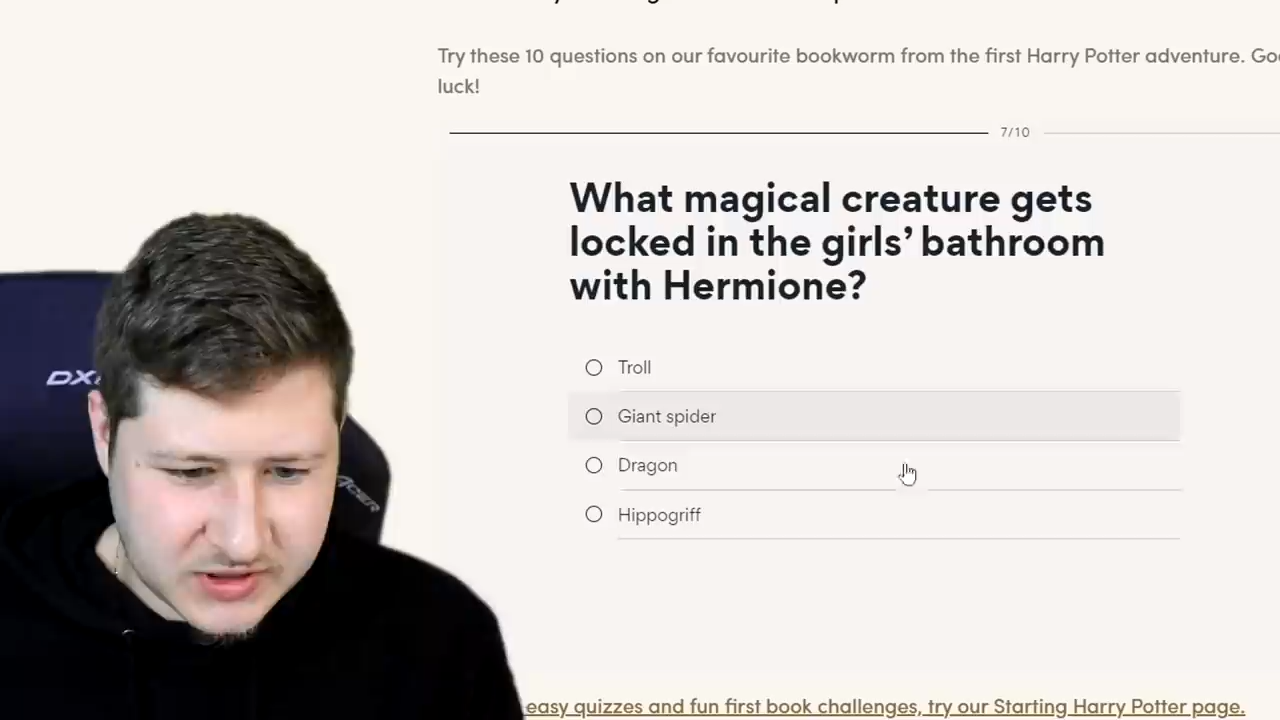 Try these 10 questions on our favourite bookworm from the first Harry Potter adventure.
luck!
7/10
What magical creature gets
locked in the girls’ bathroom
with Hermione?
Troll
Giant spider
Dragon
Hippogriff
easy quizzes and fun first book challenges, try our Starting Harry Potter page.